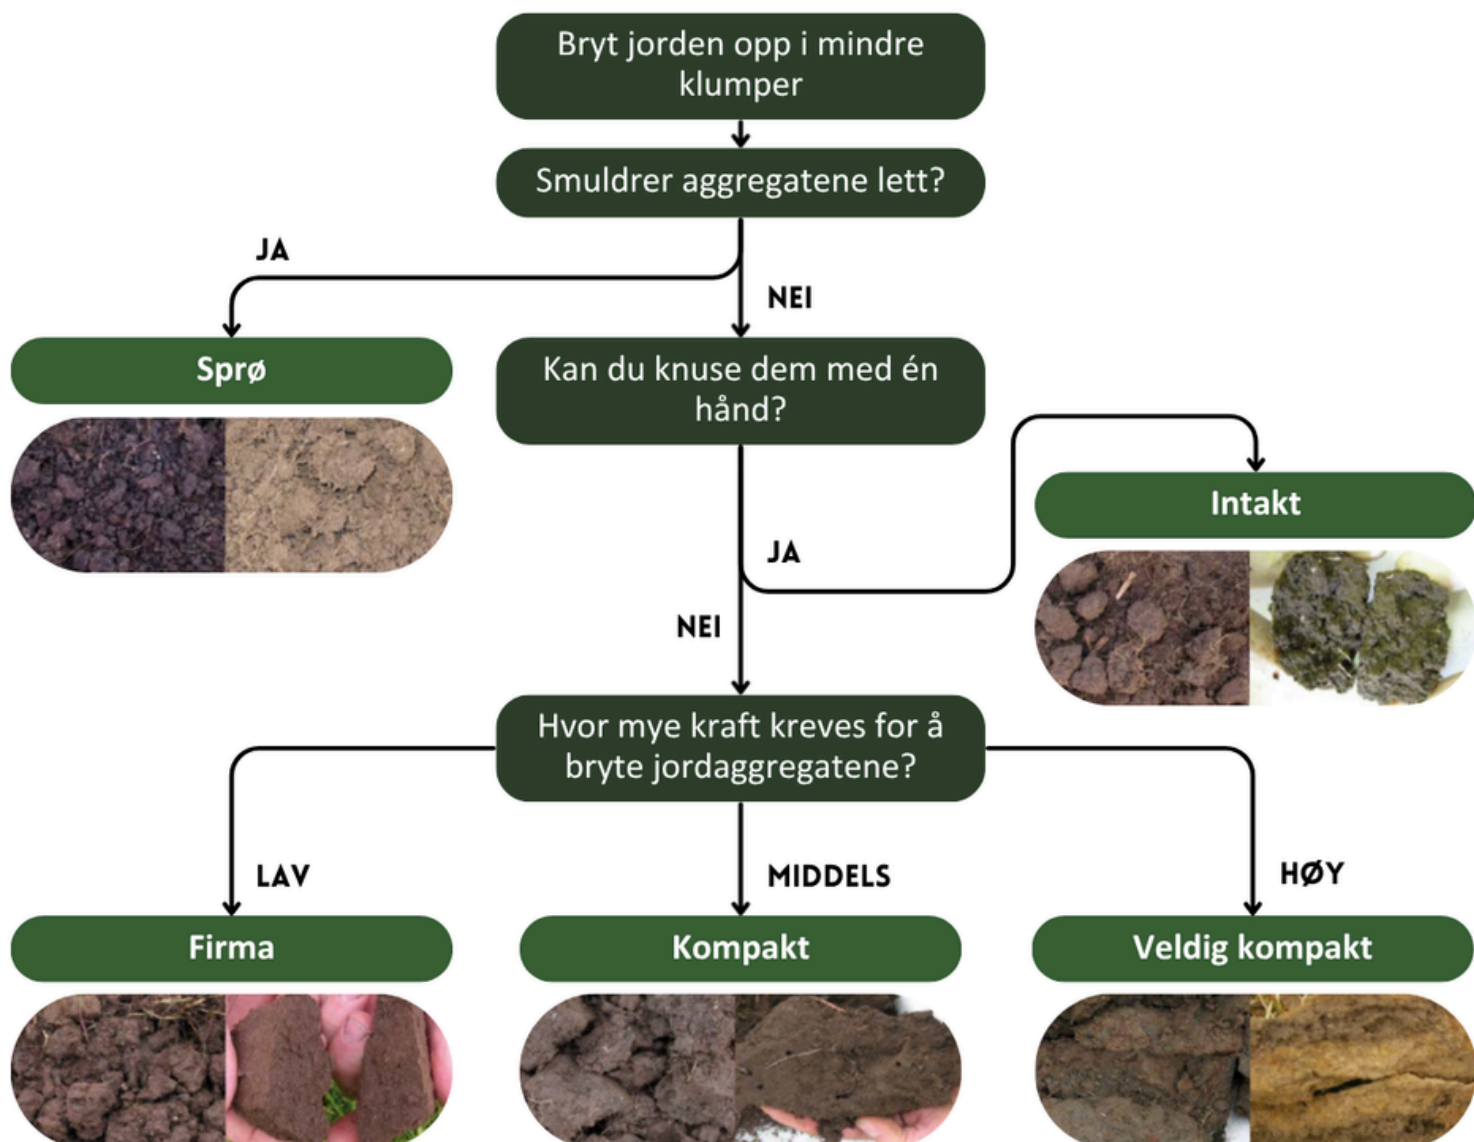 Bryt jorden opp i mindre
klumper
Smuldrer aggregatene lett?
JA
NEI
Sprø
Kan du knuse dem med én
hånd?
Intakt
JA
NEI
Hvor mye kraft kreves for å
bryte jordaggregatene?
LAV
MIDDELS
HØY
Firma
Kompakt
Veldig kompakt